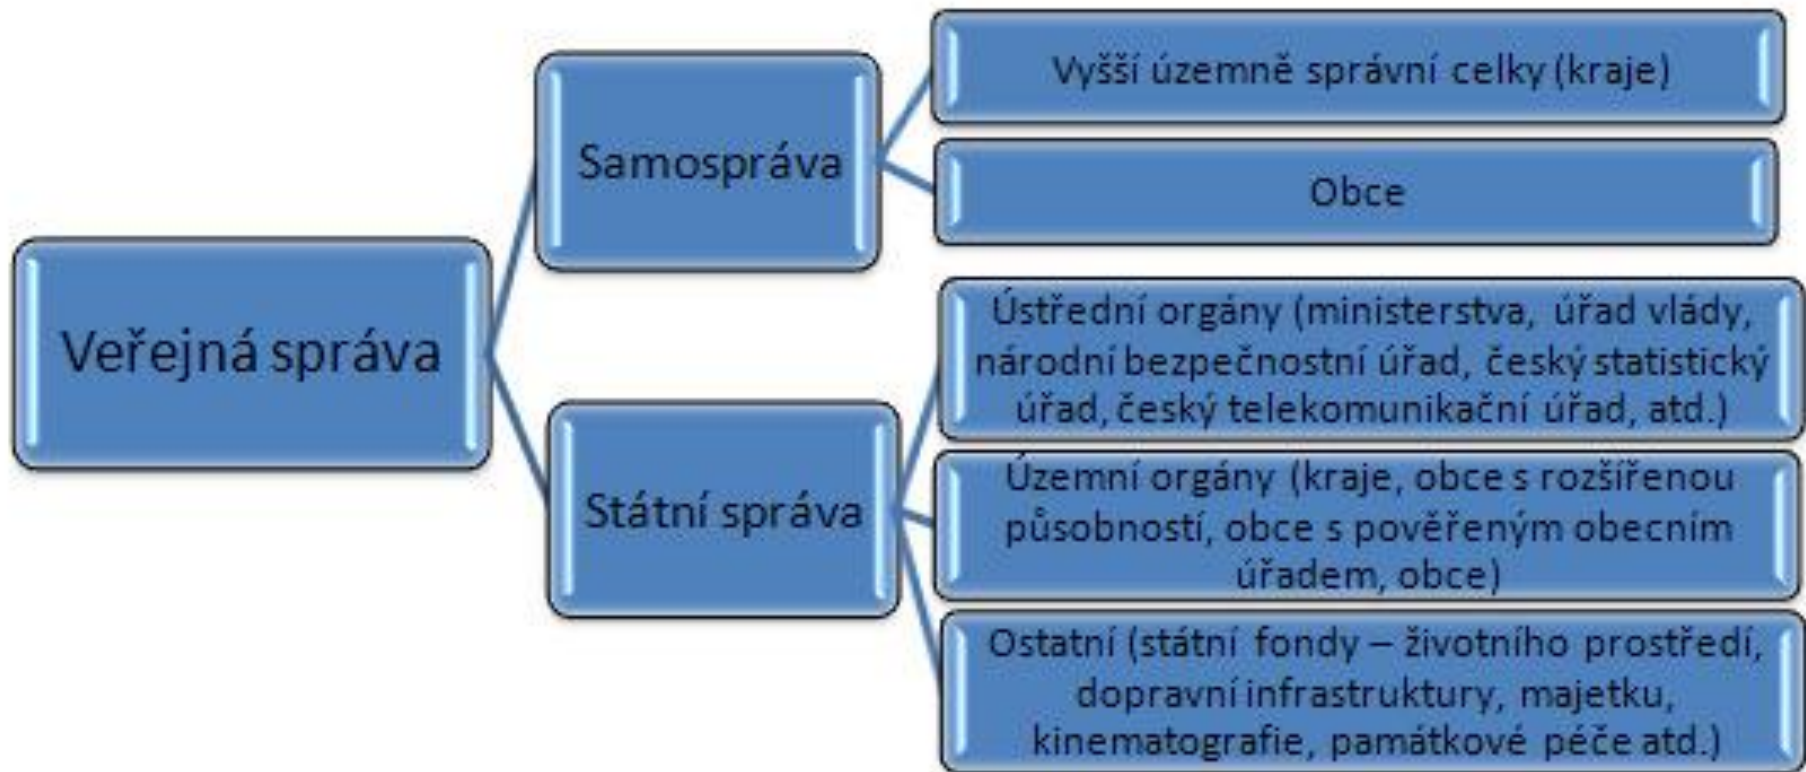 Veřejná správa
Samospráva
Vyšší územně správní celky (kraje)
Obce
Státní správa
Ústřední orgány (ministerstva, úřad vlády,
národní bezpečnostní úřad, český statistický
úřad, český telekomunikační úřad, atd.)
Územní orgány (kraje, obce s rozšířenou
působností, obce s pověřeným obecním
úřadem, obce)
Ostatní (státní fondy – životního prostředí,
dopravní infrastruktury, majetku,
kinematografie, památkové péče atd.)